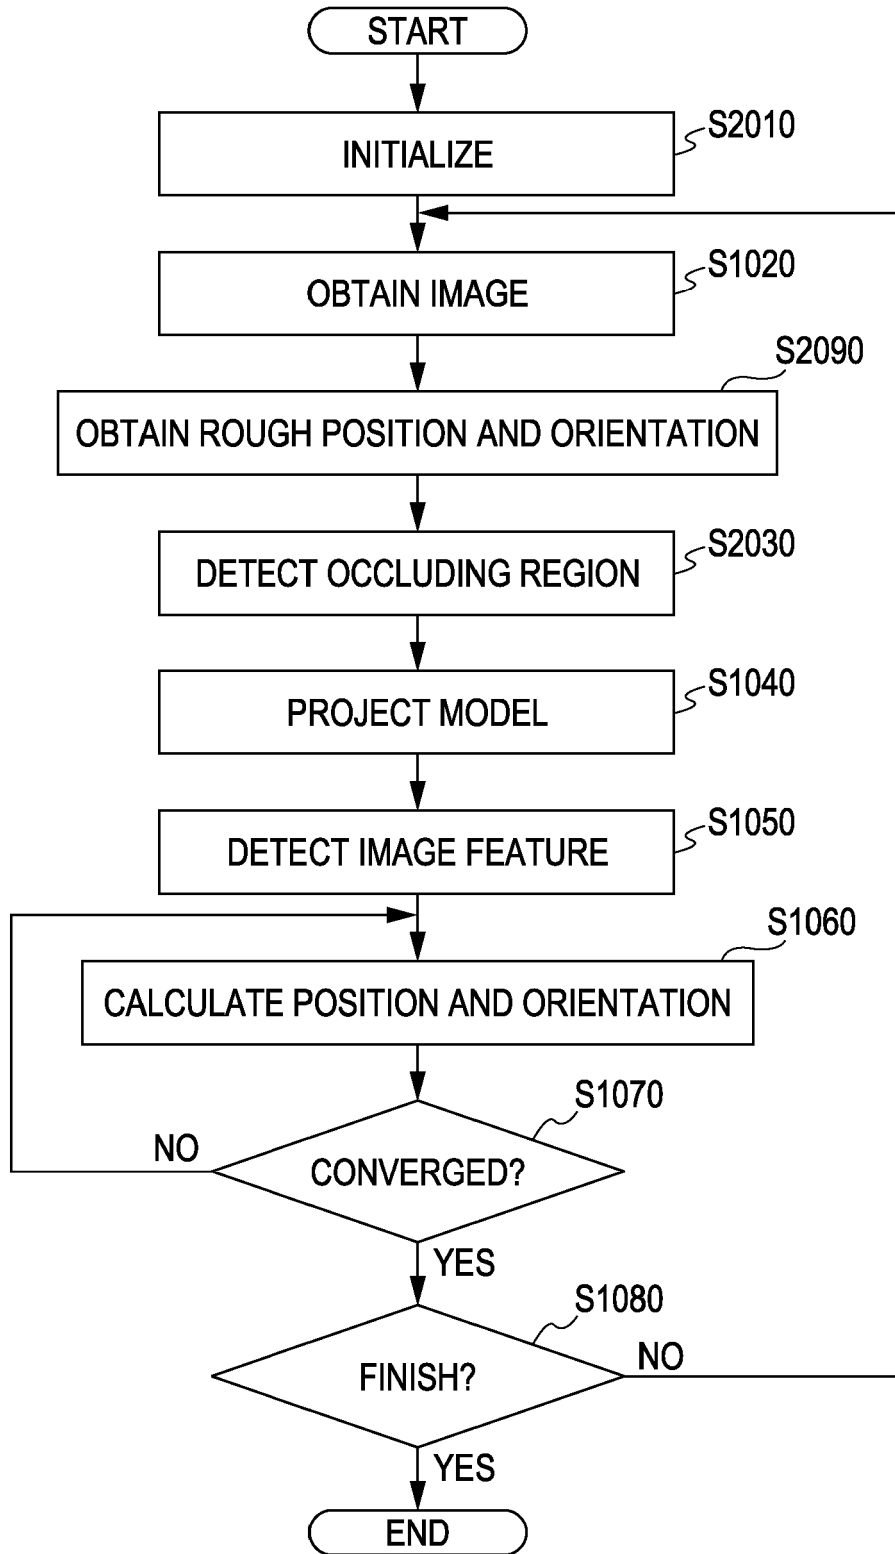 START
INITIALIZE
S2010
OBTAIN IMAGE
S1020
S2090
OBTAIN ROUGH POSITION AND ORIENTATION
DETECT OCCLUDING REGION
S2030
PROJECT MODEL
S1040
DETECT IMAGE FEATURE
S1050
S1060
CALCULATE POSITION AND ORIENTATION
S1070
NO
CONVERGED?
YES
S1080
FINISH?
NO
YES
END